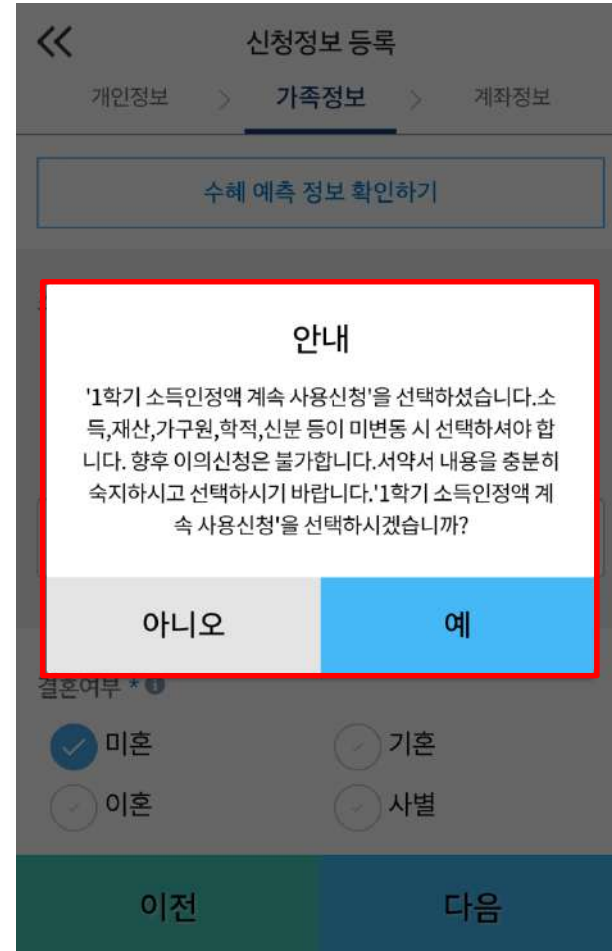 신청정보 등록
개인정보 > 가족정보 > 계좌정보
수혜 예측 정보 확인하기
안내
'1학기 소득인정액 계속 사용신청'을 선택하셨습니다.소
득,재산,가구원,학적,신분 등이 미변동 시 선택하셔야 합
니다. 향후 이의신청은 불가합니다.서약서 내용을 충분히
숙지하시고 선택하시기 바랍니다.'1학기 소득인정액 계
속 사용신청'을 선택하시겠습니까?
아니오 예
결혼여부 *
미혼 기혼
이혼 사별
이전 다음